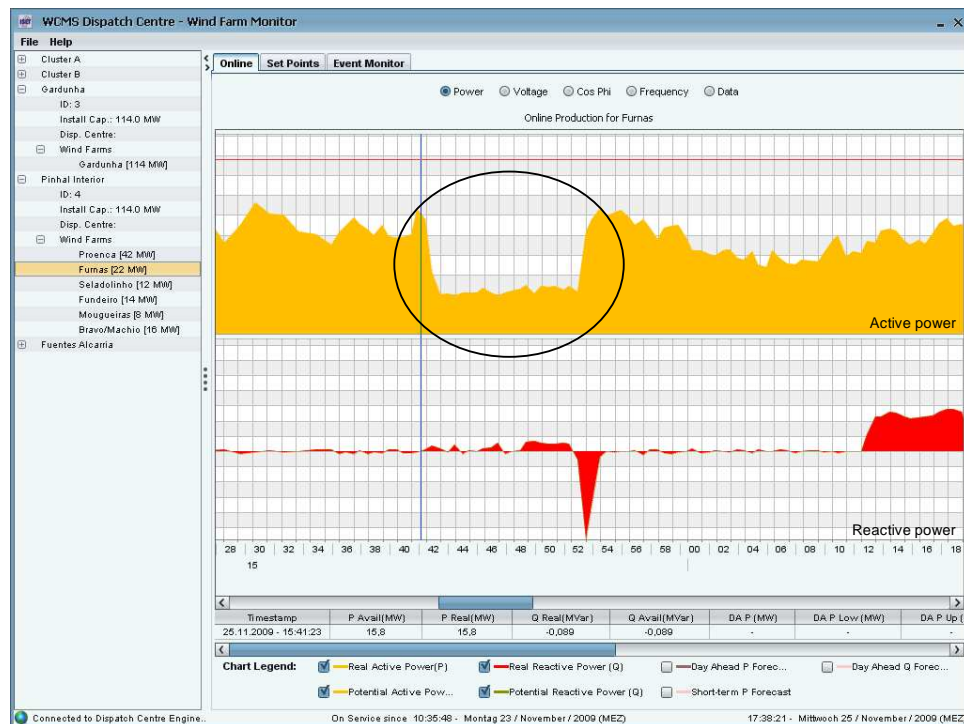 iset WCMS Dispatch Centre - Wind Farm Monitor
File Help
Cluster A
Cluster B
Gardunha
ID: 3
Install Cap.: 114.0 MW
Disp. Centre:
Wind Farms
Gardunha [114 MW]
Pinhal Interior
ID: 4
Install Cap.: 114.0 MW
Disp. Centre:
Wind Farms
Proenca [42 MW]
Furnas [22 MW]
Seladolinho [12 MW]
Fundeiro [14 MW]
Mougueiras [8 MW]
Bravo/Machio [16 MW]
Fuentes Alcarria
Online Set Points Event Monitor
Power Voltage Cos Phi Frequency Data
Online Production for Furnas
Active power
Reactive power
28 30 32 34 36 38 40 42 44 46 48 50 52 54 56 58 00 02 04 06 08 10 12 14 16 18
15
Timestamp P Avail(MW) P Real(MW) Q Real(MVar) Q Avail(MVar) DA P (MW) DA P Low (MW) DA P Up (
25.11.2009 - 15:41:23 15,8 15,8 -0,089 -0,089 - - -
Chart Legend: Real Active Power(P) Real Reactive Power (Q) Day Ahead P Forec... Day Ahead Q Forec...
Potential Active Pow... Potential Reactive Power (Q) Short-term P Forecast
Connected to Dispatch Centre Engine.. On Service since 10:35:48 - Montag 23 / November / 2009 (MEZ) 17:38:21 - Mittwoch 25 / November / 2009 (MEZ)